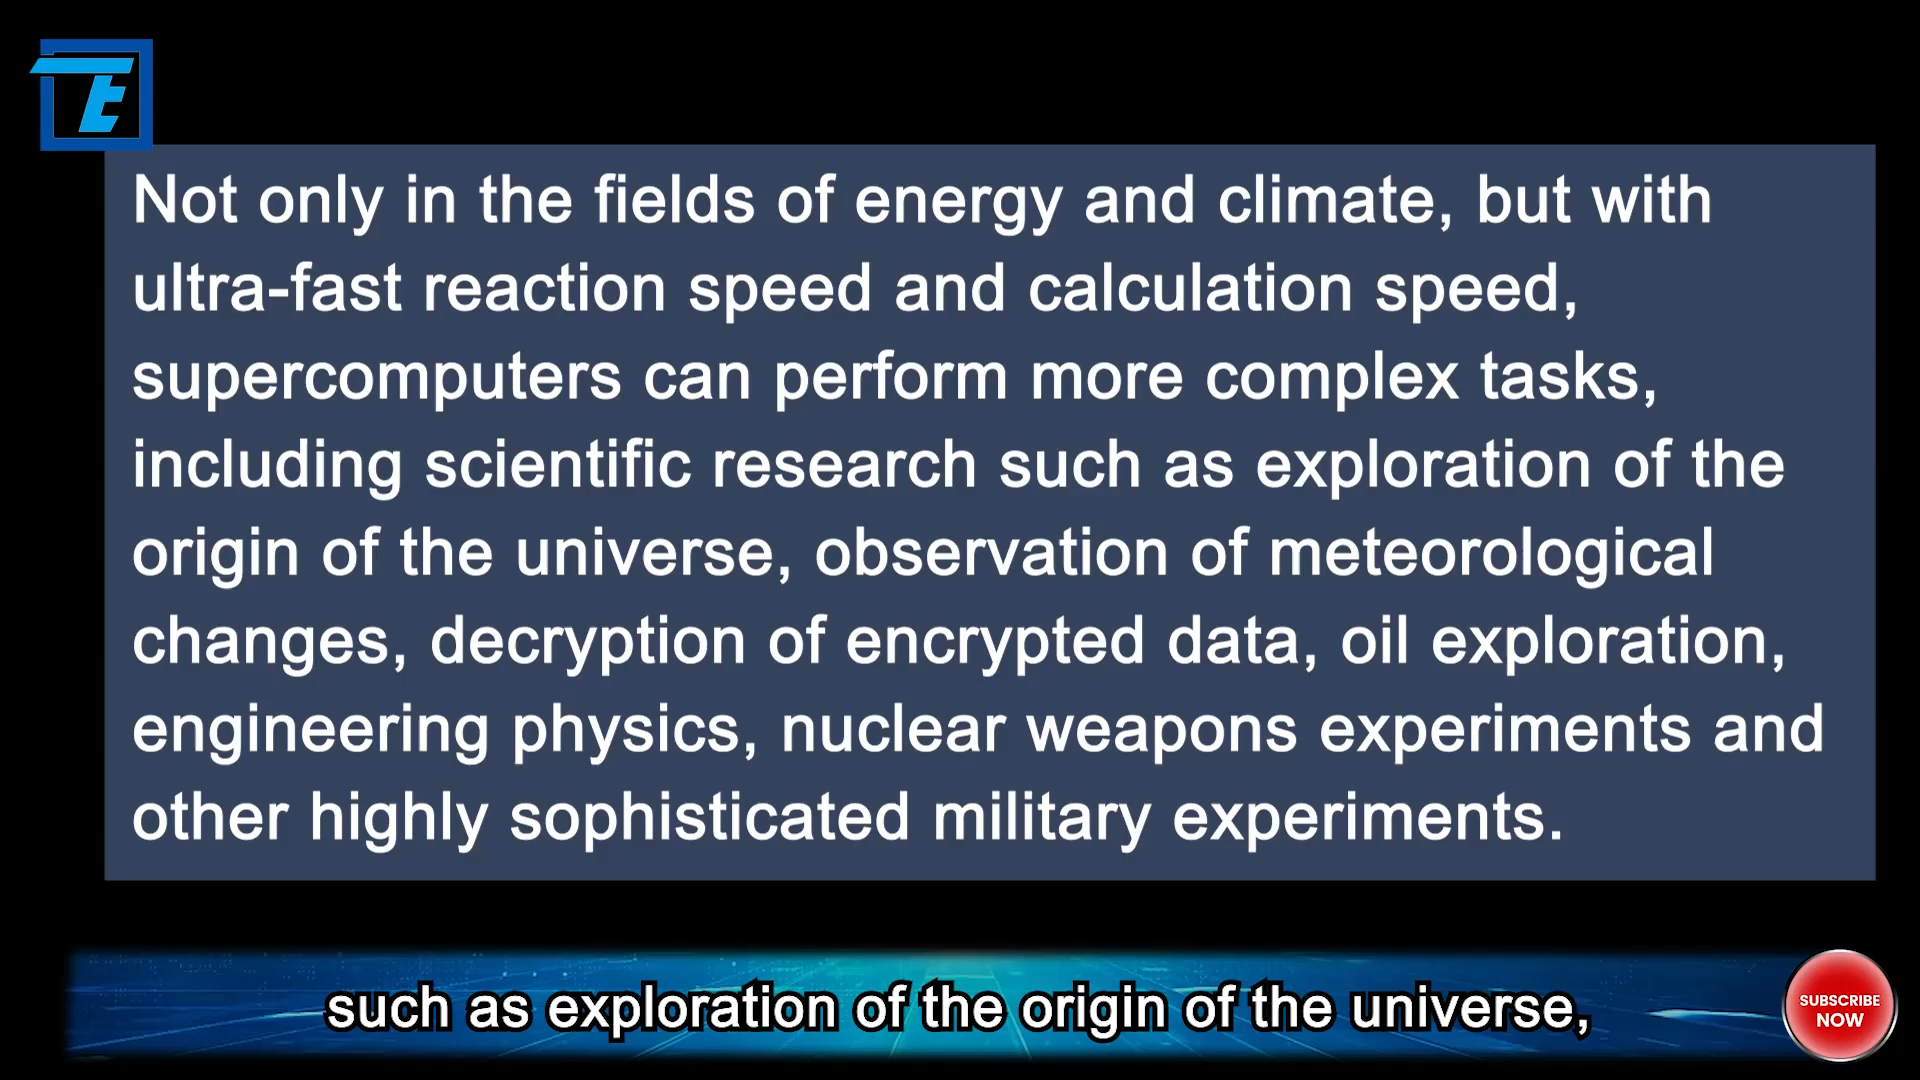 TE
Not only in the fields of energy and climate, but with
ultra-fast reaction speed and calculation speed,
supercomputers can perform more complex tasks,
including scientific research such as exploration of the
origin of the universe, observation of meteorological
changes, decryption of encrypted data, oil exploration,
engineering physics, nuclear weapons experiments and
other highly sophisticated military experiments.
such as exploration of the origin of the universe,
SUBSCRIBE
NOW